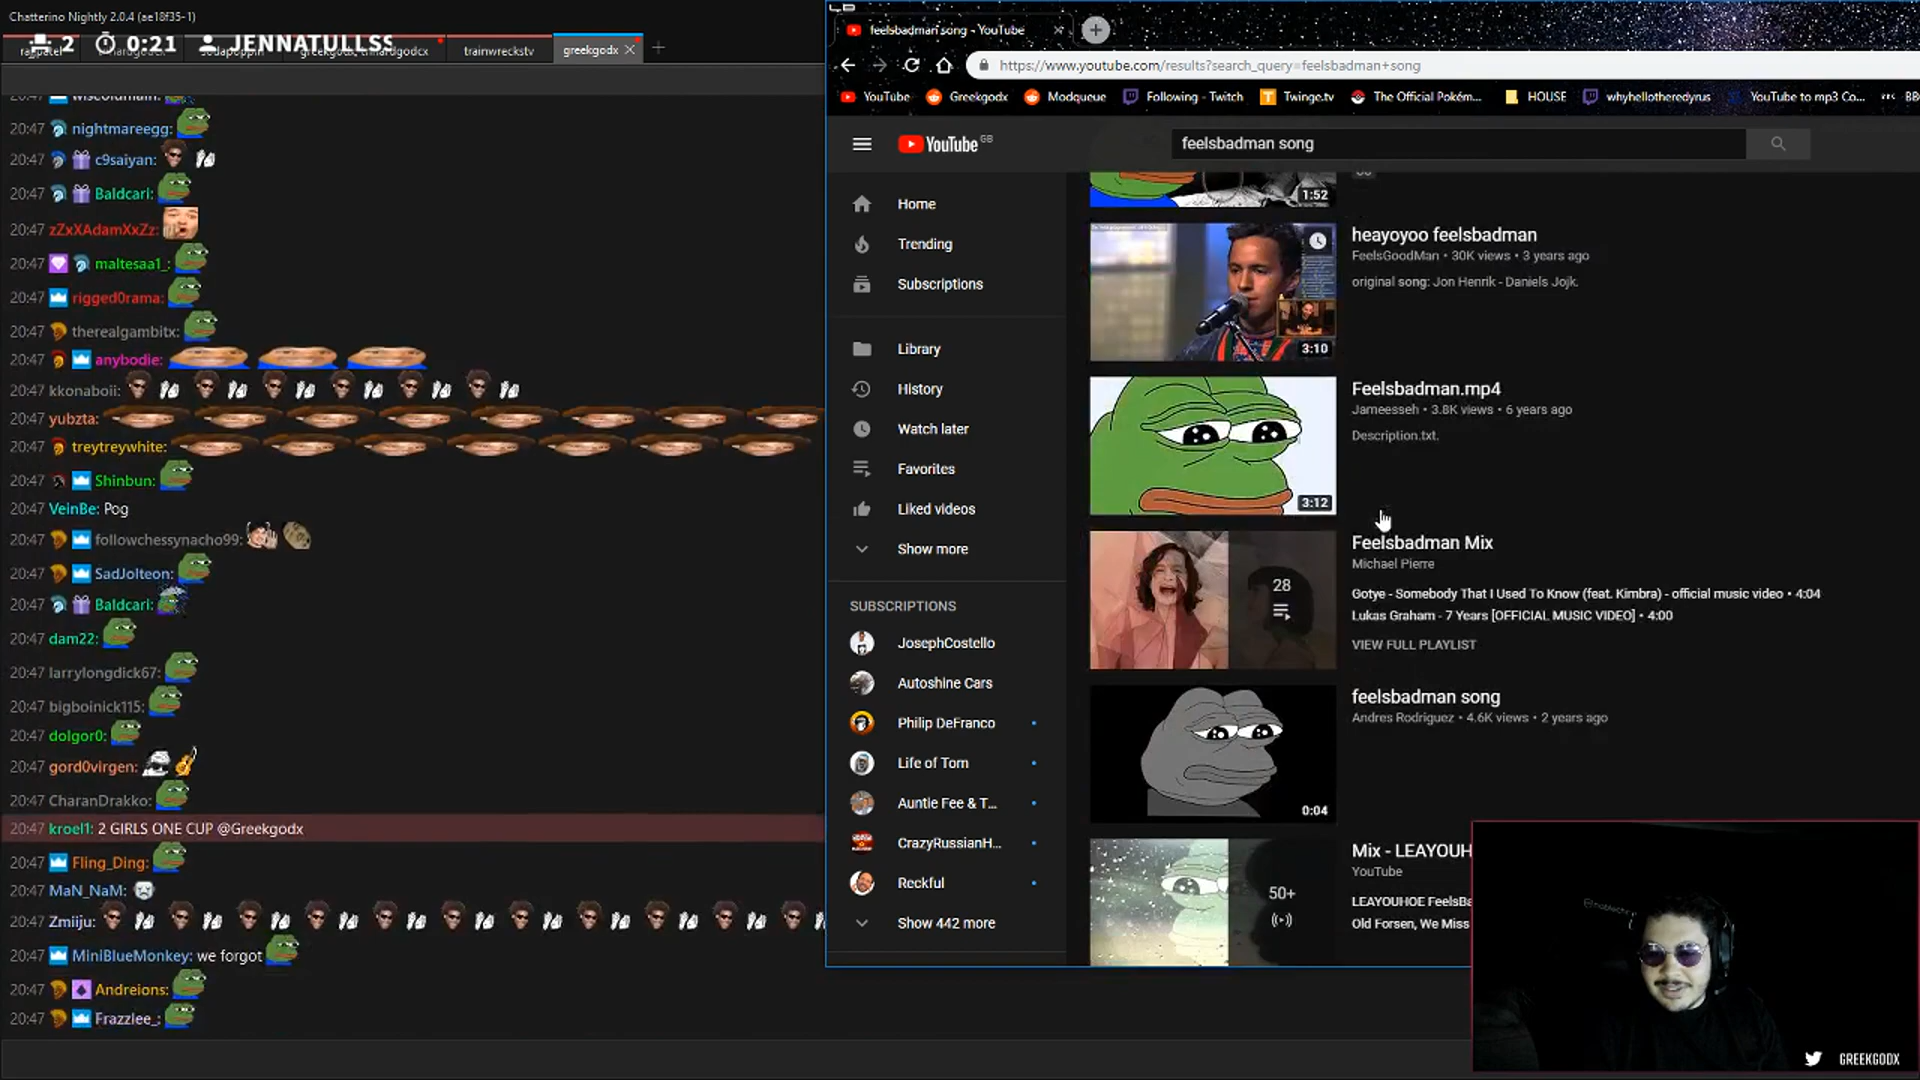 Chatterino Nightly 2.0.4 (ae18f35-1)
2 0:21 JENNATULLSS
trainwreckstv
greekgodx
20:47 nightmareegg:
20:47 c9saiyan:
20:47 Baldcarl:
20:47 zZxXAdamXxZz:
20:47 maltesaa1_:
20:47 rigged0rama:
20:47 therealgambitx:
20:47 anybodie:
20:47 kkonaboii:
20:47 yubzta:
20:47 treytreywhite:
20:47 Shinbun:
20:47 VeinBe: Pog
20:47 followchessynacho99:
20:47 SadJolteon:
20:47 Baldcarl:
20:47 dam22:
20:47 larrylongdick67:
20:47 bigboinick115:
20:47 dolgor0:
20:47 gord0virgen:
20:47 CharanDrakko:
20:47 kroel1: 2 GIRLS ONE CUP @Greekgodx
20:47 Fling_Ding:
20:47 MaN_NaM:
20:47 Zmiiju:
20:47 MiniBlueMonkey: we forgot
20:47 Andreions:
20:47 Frazzlee_:
feelsbadman song - YouTube
https://www.youtube.com/results?search_query=feelsbadman+song
YouTube
Greekgodx
Modqueue
Following - Twitch
Twinge.tv
The Official Pokém...
HOUSE
whyhellotheredyrus
YouTube to mp3 Co...
YouTube GB
feelsbadman song
Home
Trending
Subscriptions
Library
History
Watch later
Favorites
Liked videos
Show more
SUBSCRIPTIONS
JosephCostello
Autoshine Cars
Philip DeFranco
Life of Tom
Auntie Fee & T...
CrazyRussianH...
Reckful
Show 442 more
1:52
heayoyoo feelsbadman
FeelsGoodMan • 30K views • 3 years ago
original song: Jon Henrik - Daniels Jojk.
3:10
Feelsbadman.mp4
Jameesseh • 3.8K views • 6 years ago
Description.txt.
3:12
Feelsbadman Mix
Michael Pierre
28
Gotye - Somebody That I Used To Know (feat. Kimbra) - official music video • 4:04
Lukas Graham - 7 Years [OFFICIAL MUSIC VIDEO] • 4:00
VIEW FULL PLAYLIST
feelsbadman song
Andres Rodriguez • 4.6K views • 2 years ago
0:04
Mix - LEAYOUH
YouTube
50+
LEAYOUHOE FeelsBa
Old Forsen, We Miss
GREEKGODX